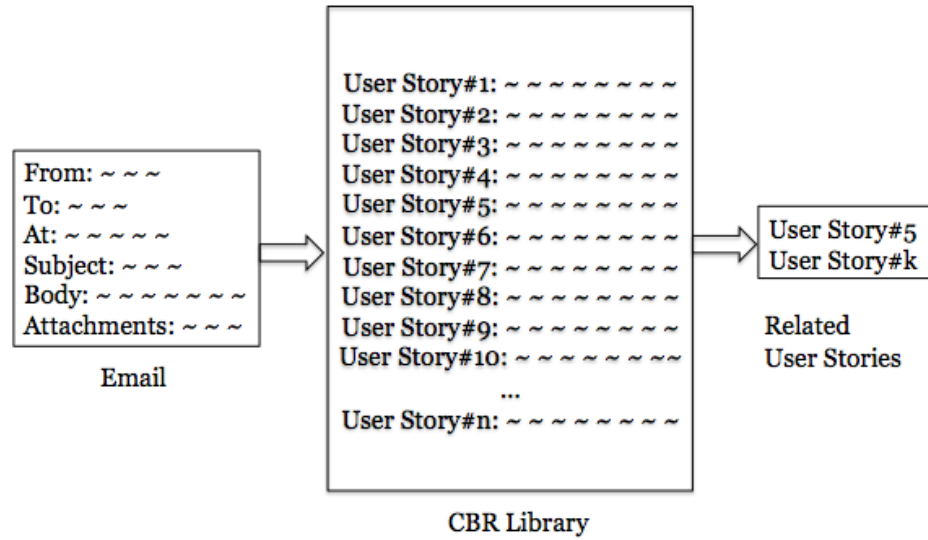 From: ~ ~ ~
To: ~ ~ ~
At: ~ ~ ~ ~ ~
Subject: ~ ~ ~
Body: ~ ~ ~ ~ ~ ~ ~
Attachments: ~ ~ ~
Email
User Story#1: ~ ~ ~ ~ ~ ~ ~ ~
User Story#2: ~ ~ ~ ~ ~ ~ ~ ~
User Story#3: ~ ~ ~ ~ ~ ~ ~ ~
User Story#4: ~ ~ ~ ~ ~ ~ ~ ~
User Story#5: ~ ~ ~ ~ ~ ~ ~ ~
User Story#6: ~ ~ ~ ~ ~ ~ ~ ~
User Story#7: ~ ~ ~ ~ ~ ~ ~ ~
User Story#8: ~ ~ ~ ~ ~ ~ ~ ~
User Story#9: ~ ~ ~ ~ ~ ~ ~ ~
User Story#10: ~ ~ ~ ~ ~ ~ ~ ~
...
User Story#n: ~ ~ ~ ~ ~ ~ ~ ~
CBR Library
User Story#5
User Story#k
Related
User Stories